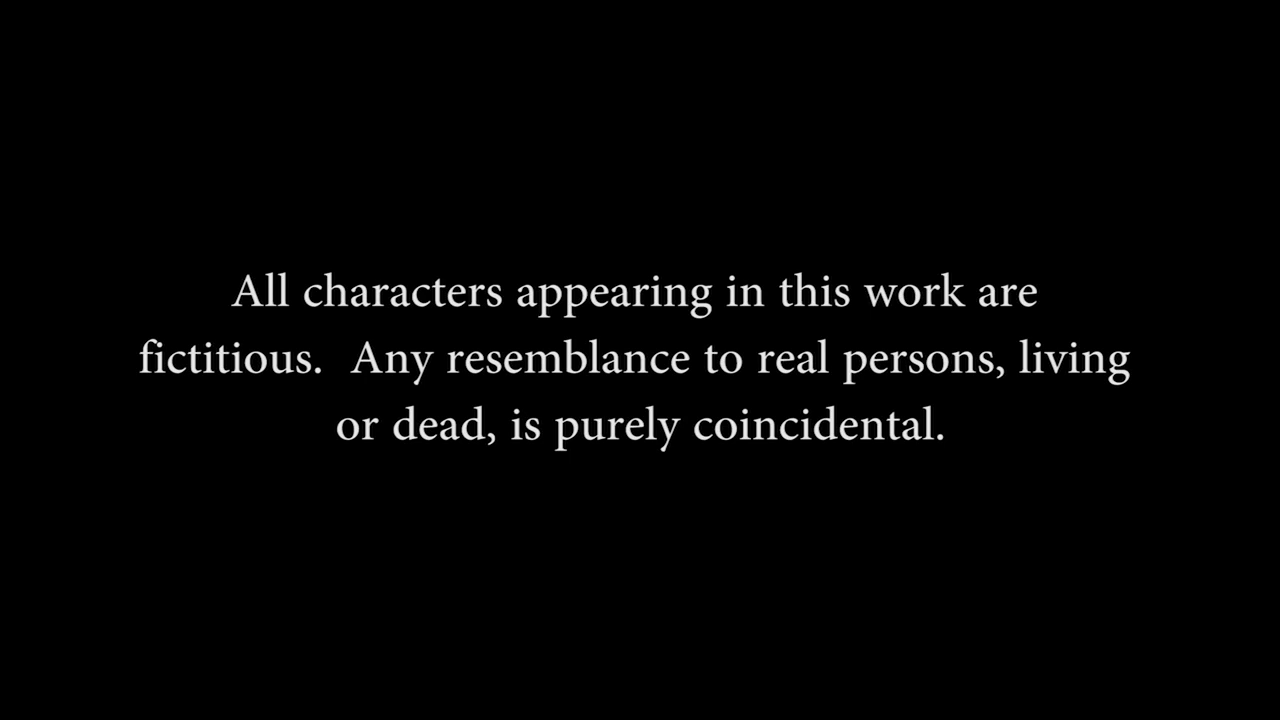 All characters appearing in this work are
fictitious.  Any resemblance to real persons, living
or dead, is purely coincidental.